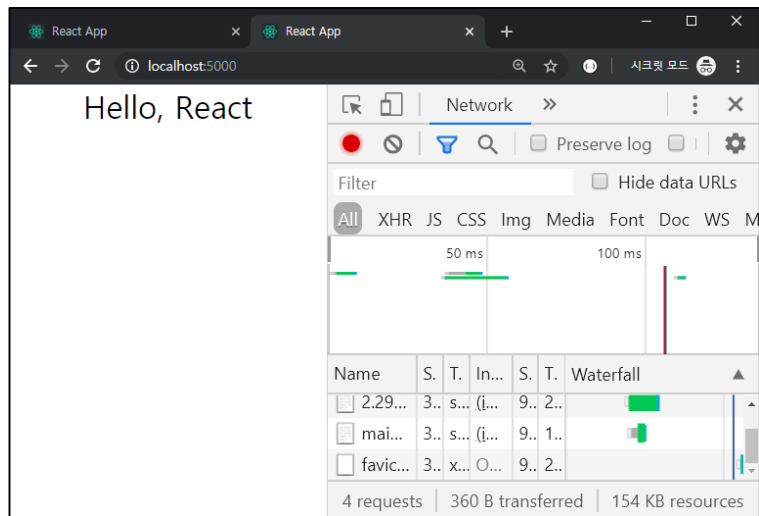 React App
React App
localhost:5000
시크릿 모드
Hello, React
Network
Preserve log
Filter
Hide data URLs
All XHR JS CSS Img Media Font Doc WS M
50 ms
100 ms
Name S. T. In... S. T. Waterfall
2.29... 3.. s... (i... 9.. 2..
mai... 3.. s... (i... 9.. 1..
favic... 3.. x... O... 9.. 2..
4 requests 360 B transferred 154 KB resources